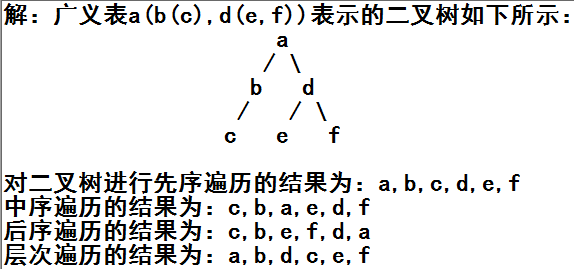 解：广义表a(b(c),d(e,f))表示的二叉树如下所示：
a
/ \
b d
/ / \
c e f
对二叉树进行先序遍历的结果为：a,b,c,d,e,f
中序遍历的结果为：c,b,a,e,d,f
后序遍历的结果为：c,b,e,f,d,a
层次遍历的结果为：a,b,d,c,e,f